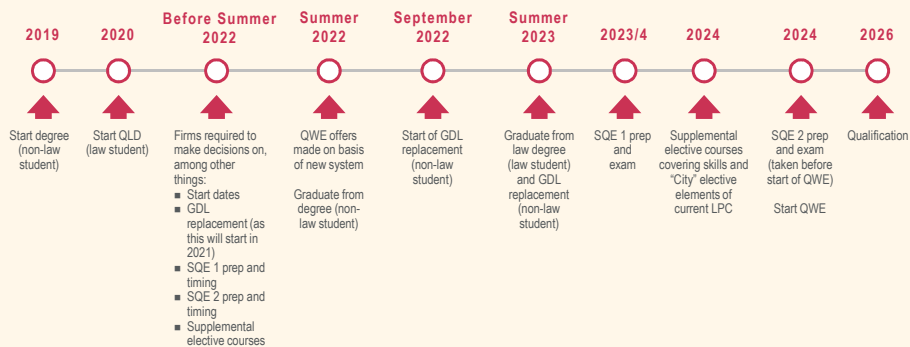 2019
2020
Before Summer
2022
Summer
2022
September
2022
Summer
2023
2023/4
2024
2024
2026
Start degree
(non-law
student)
Start QLD
(law student)
Firms required to
make decisions on,
among other
things:
■ Start dates
■ GDL
replacement (as
this will start in
2021)
■ SQE 1 prep and
timing
■ SQE 2 prep and
timing
■ Supplemental
elective courses
QWE offers
made on basis
of new system
Graduate from
degree (non-
law student)
Start of GDL
replacement
(non-law
student)
Graduate from
law degree
(law student)
and GDL
replacement
(non-law
student)
SQE 1 prep
and
exam
Supplemental
elective courses
covering skills and
“City” elective
elements of
current LPC
SQE 2 prep
and exam
(taken before
start of QWE)
Start QWE
Qualification